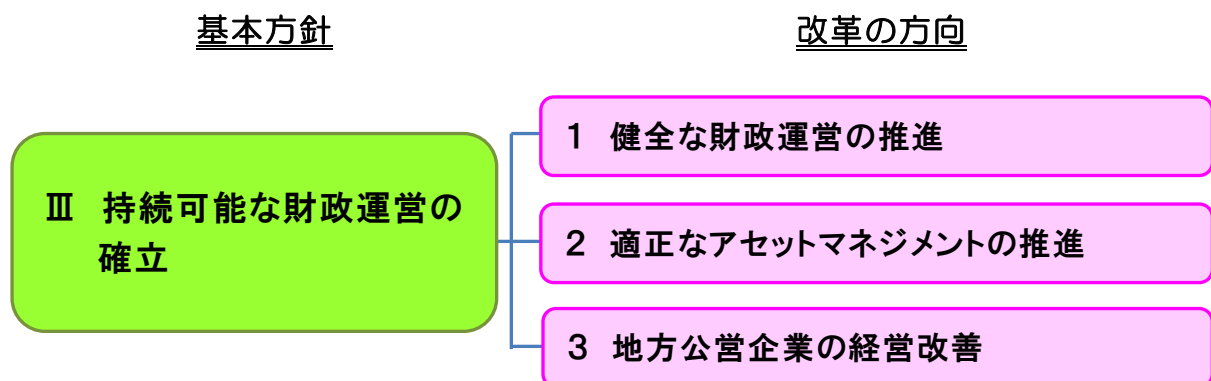 基本方針
改革の方向
Ⅲ 持続可能な財政運営の
確立
1 健全な財政運営の推進
2 適正なアセットマネジメントの推進
3 地方公営企業の経営改善